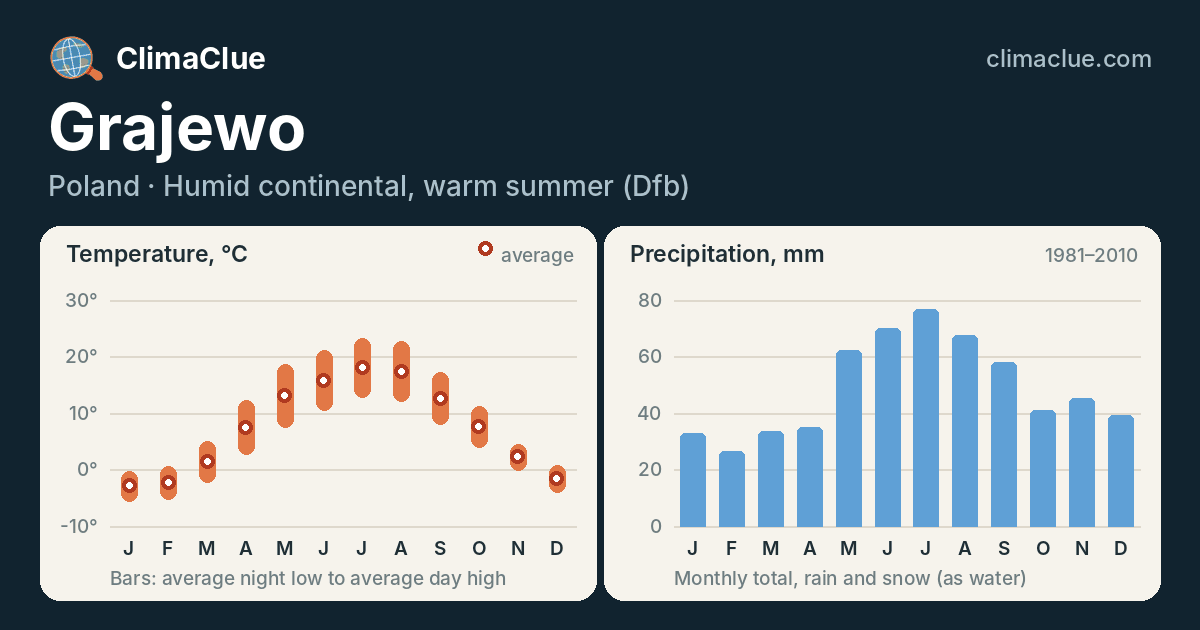 ClimaClue
climaclue.com
Grajewo
Poland · Humid continental, warm summer (Dfb)
Temperature, °C
average
30°
20°
10°
0°
-10°
J F M A M J J A S O N D
Bars: average night low to average day high
Precipitation, mm
1981–2010
80
60
40
20
0
J F M A M J J A S O N D
Monthly total, rain and snow (as water)